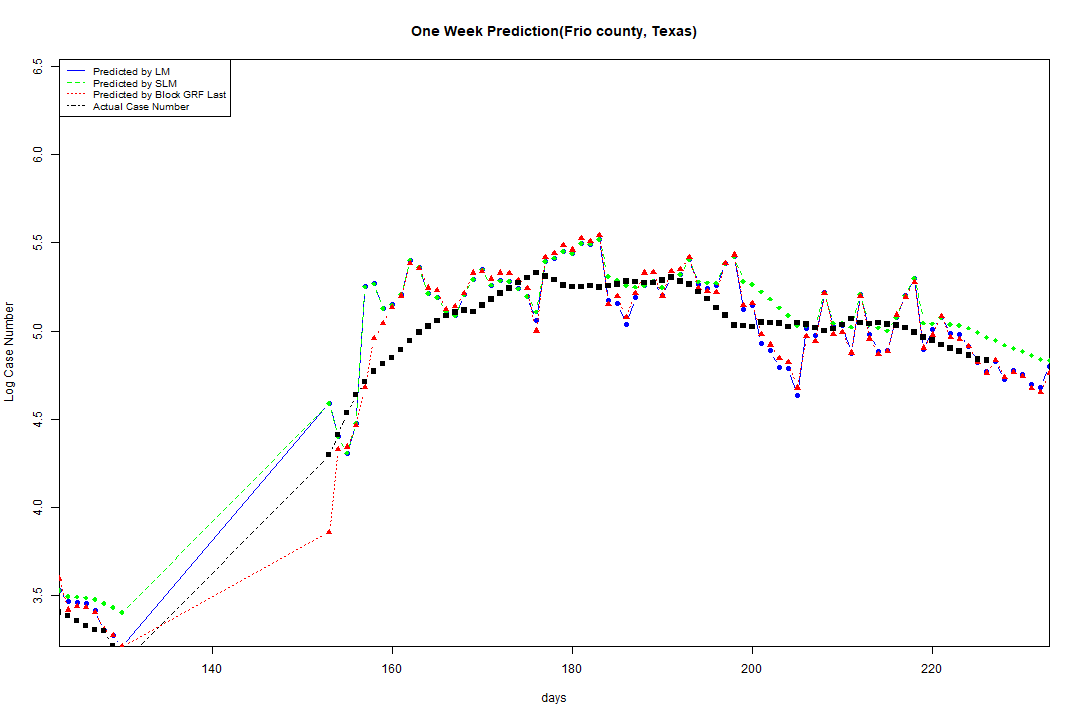 One Week Prediction(Frio county, Texas)
Predicted by LM
Predicted by SLM
Predicted by Block GRF Last
Actual Case Number
6.5
6.0
5.5
5.0
4.5
4.0
3.5
Log Case Number
140 160 180 200 220
days